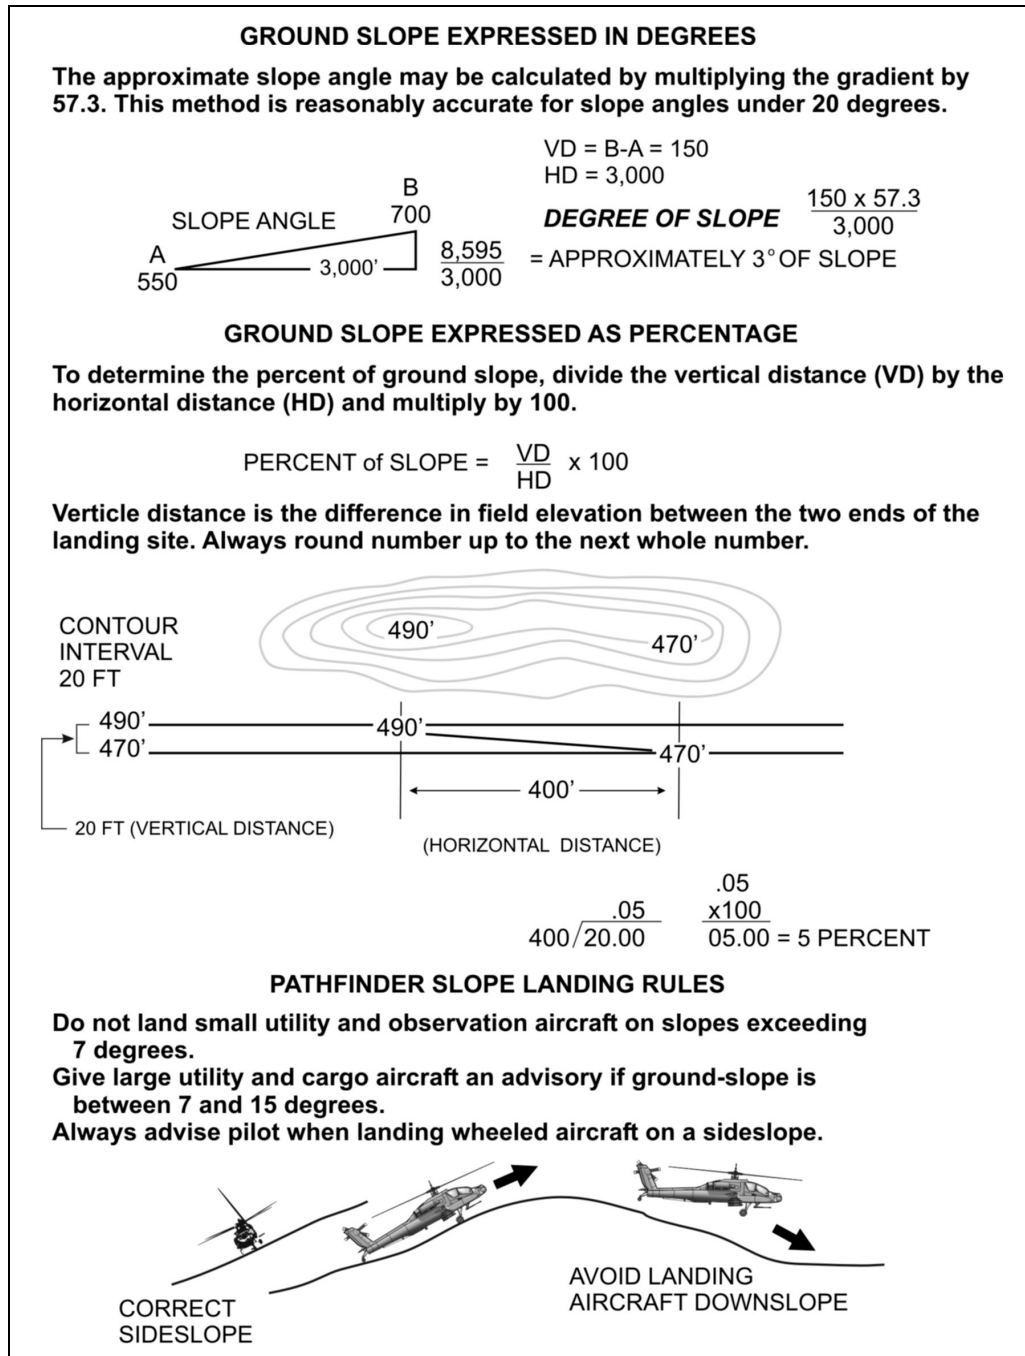 GROUND SLOPE EXPRESSED IN DEGREES
The approximate slope angle may be calculated by multiplying the gradient by
57.3. This method is reasonably accurate for slope angles under 20 degrees.
VD = B-A = 150
HD = 3,000
B
700
SLOPE ANGLE
A
550
3,000'
DEGREE OF SLOPE
150 x 57.3
3,000
8,595
3,000
= APPROXIMATELY 3° OF SLOPE
GROUND SLOPE EXPRESSED AS PERCENTAGE
To determine the percent of ground slope, divide the vertical distance (VD) by the
horizontal distance (HD) and multiply by 100.
PERCENT of SLOPE = VD
HD
x 100
Verticle distance is the difference in field elevation between the two ends of the
landing site. Always round number up to the next whole number.
CONTOUR
INTERVAL
20 FT
490'
470'
490'
490'
470'
470'
400'
20 FT (VERTICAL DISTANCE)
(HORIZONTAL DISTANCE)
.05
400/20.00
.05
x100
05.00 = 5 PERCENT
PATHFINDER SLOPE LANDING RULES
Do not land small utility and observation aircraft on slopes exceeding
7 degrees.
Give large utility and cargo aircraft an advisory if ground-slope is
between 7 and 15 degrees.
Always advise pilot when landing wheeled aircraft on a sideslope.
CORRECT
SIDESLOPE
AVOID LANDING
AIRCRAFT DOWNSLOPE